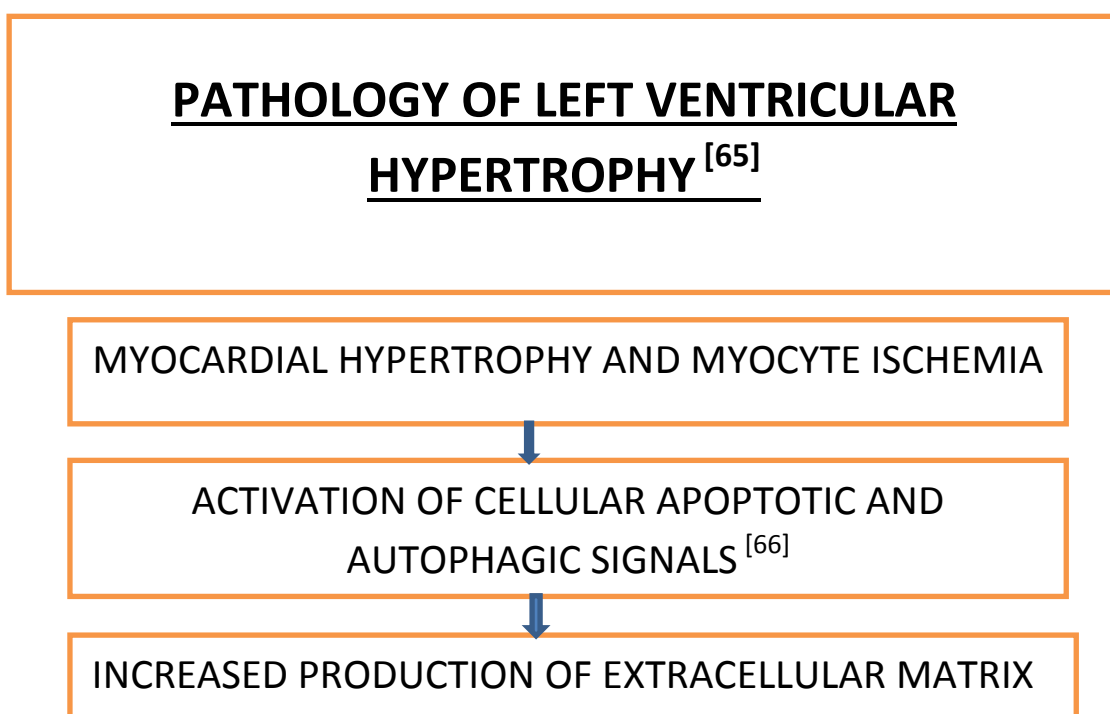 PATHOLOGY OF LEFT VENTRICULAR
HYPERTROPHY [65]
MYOCARDIAL HYPERTROPHY AND MYOCYTE ISCHEMIA
ACTIVATION OF CELLULAR APOPTOTIC AND
AUTOPHAGIC SIGNALS [66]
INCREASED PRODUCTION OF EXTRACELLULAR MATRIX